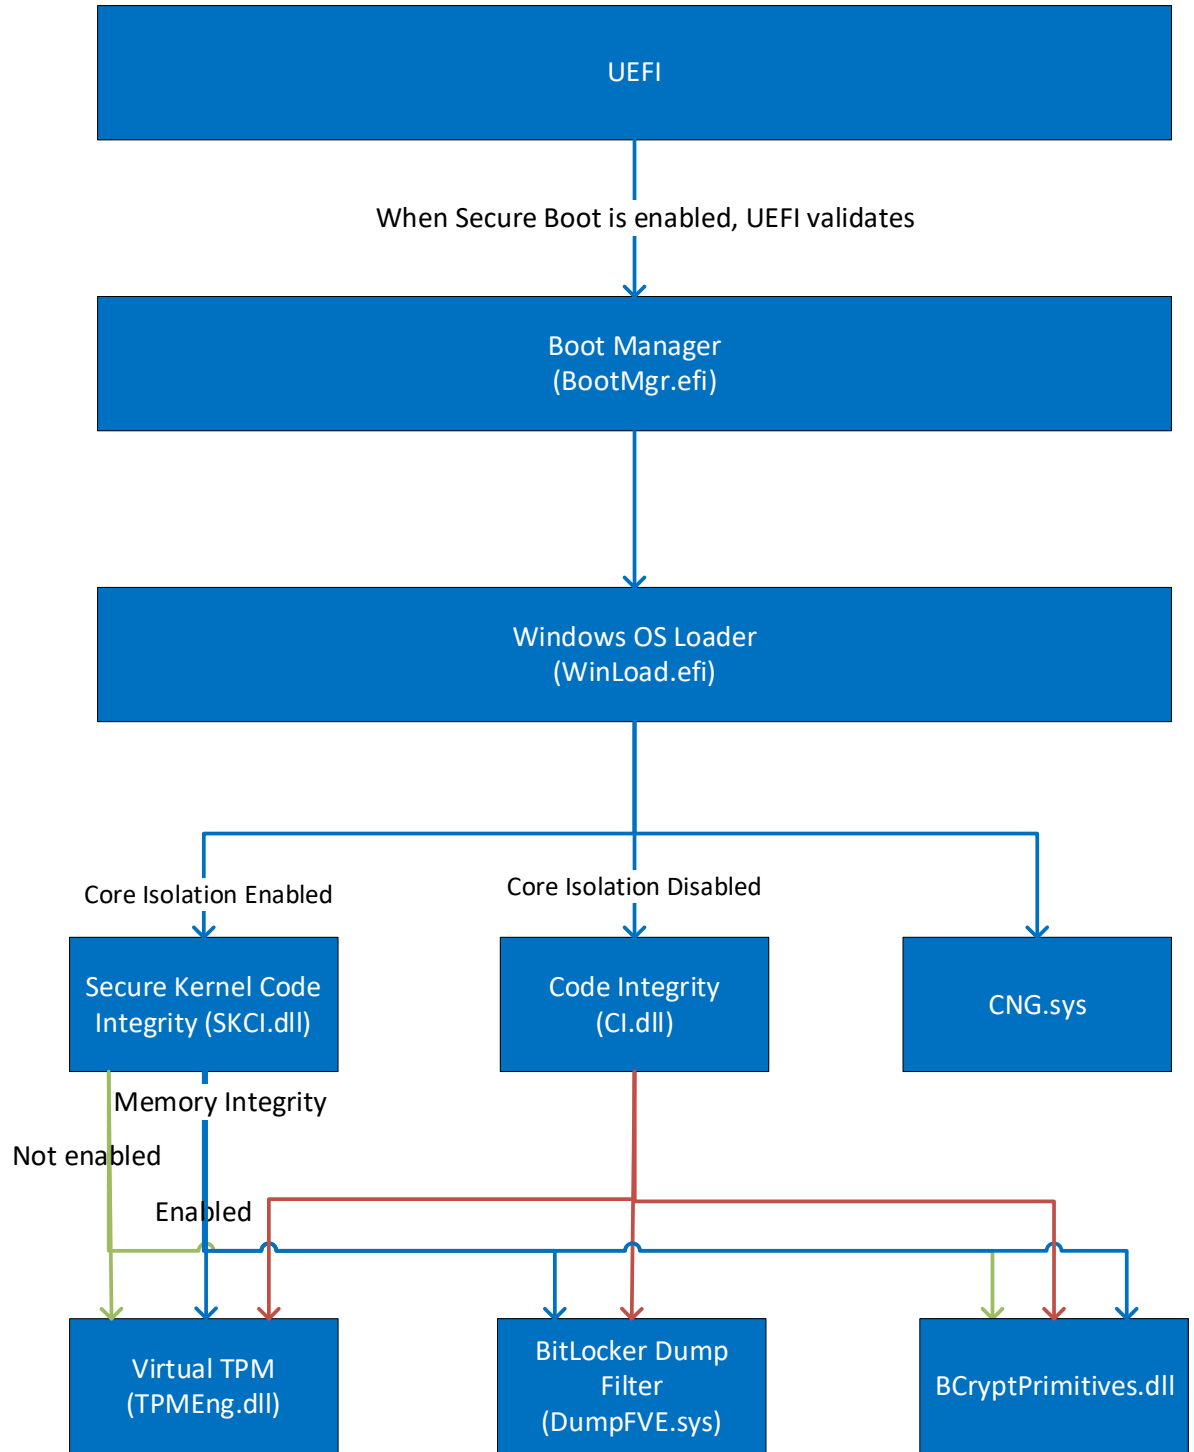 UEFI
When Secure Boot is enabled, UEFI validates
Boot Manager
(BootMgr.efi)
Windows OS Loader
(WinLoad.efi)
Core Isolation Enabled
Core Isolation Disabled
Secure Kernel Code
Integrity (SKCI.dll)
Code Integrity
(CI.dll)
CNG.sys
Memory Integrity
Not enabled
Enabled
Virtual TPM
(TPMEng.dll)
BitLocker Dump
Filter
(DumpFVE.sys)
BCryptPrimitives.dll